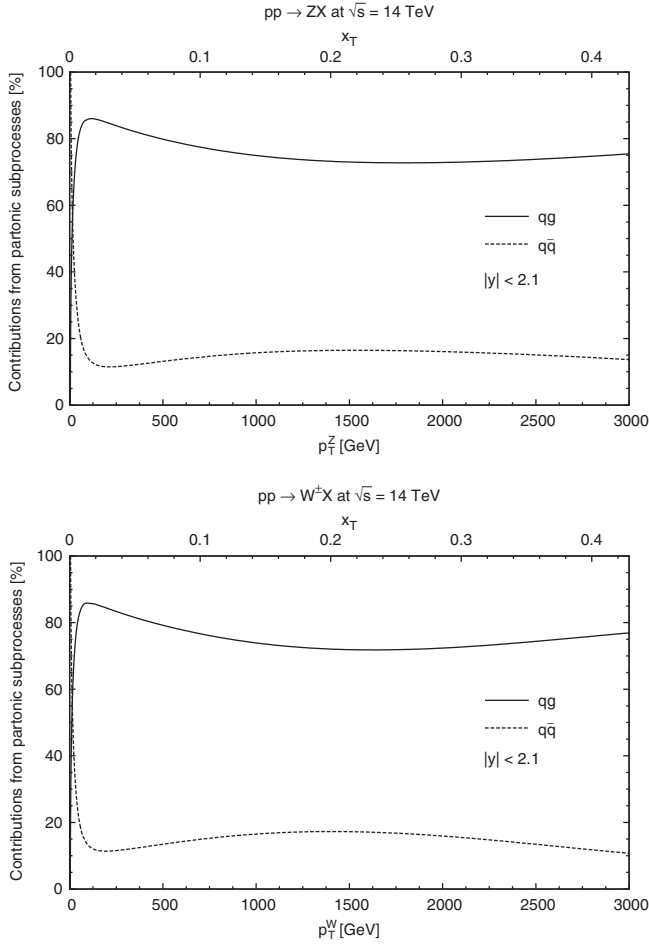 pp → ZX at √s = 14 TeV
x_T
0 0.1 0.2 0.3 0.4
Contributions from partonic subprocesses [%]
100
80
60
40
20
0
qg
qq̄
|y| < 2.1
0 500 1000 1500 2000 2500 3000
p_T^Z [GeV]
pp → W±X at √s = 14 TeV
x_T
0 0.1 0.2 0.3 0.4
Contributions from partonic subprocesses [%]
100
80
60
40
20
0
qg
qq̄
|y| < 2.1
0 500 1000 1500 2000 2500 3000
p_T^W [GeV]